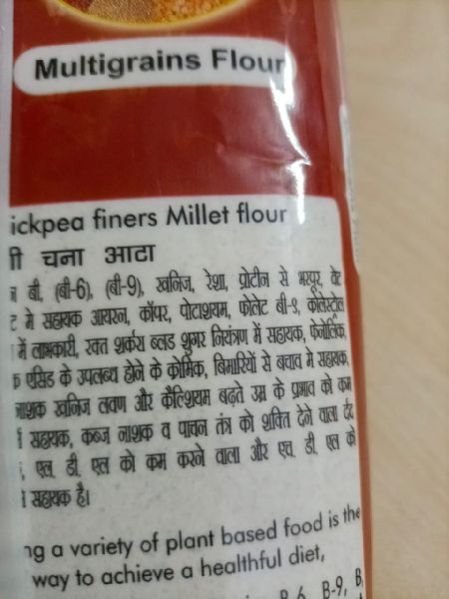 Multigrains Flour
ickpea finers Millet flour
ी चना आटा
बी, (बी-6), (बी-9), खनिज, रेशा, प्रोटीन से भरपूर, वेट
मे सहायक आयरन, कॉपर, पोटाशयम, फोलेट बी-9, कोलेस्ट्रोल
में लाभकारी, रक्त शर्करा ब्लड शुगर नियंत्रण में सहायक, फेनोलिक
एसिड के उपलब्ध होने के कोमिक, बिमारियों से बचाव मे सहायक,
नाशक खनिज लवण और कैल्शियम बढ़ते उम्र के प्रभाव को कम
सहायक, कब्ज नाशक व पाचन तंत्र को शक्ति देने वाला
एल. डी. एल को कम करने वाला और एच. डी. एल को
सहायक है।
ng a variety of plant based food is the
way to achieve a healthful diet,
B-6, B-9, B